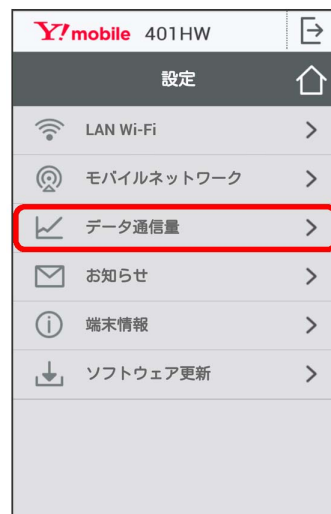 Y!mobile 401HW
設定
LAN Wi-Fi
モバイルネットワーク
データ通信量
お知らせ
端末情報
ソフトウェア更新